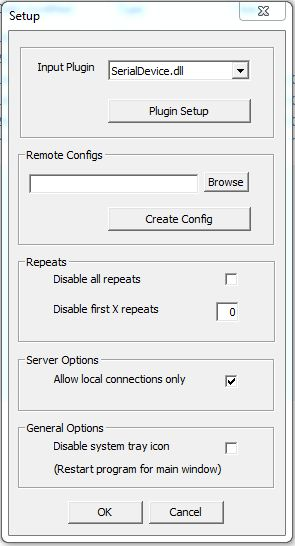 Setup
Input Plugin SerialDevice.dll
Plugin Setup
Remote Configs
Browse
Create Config
Repeats
Disable all repeats
Disable first X repeats 0
Server Options
Allow local connections only
General Options
Disable system tray icon
(Restart program for main window)
OK Cancel